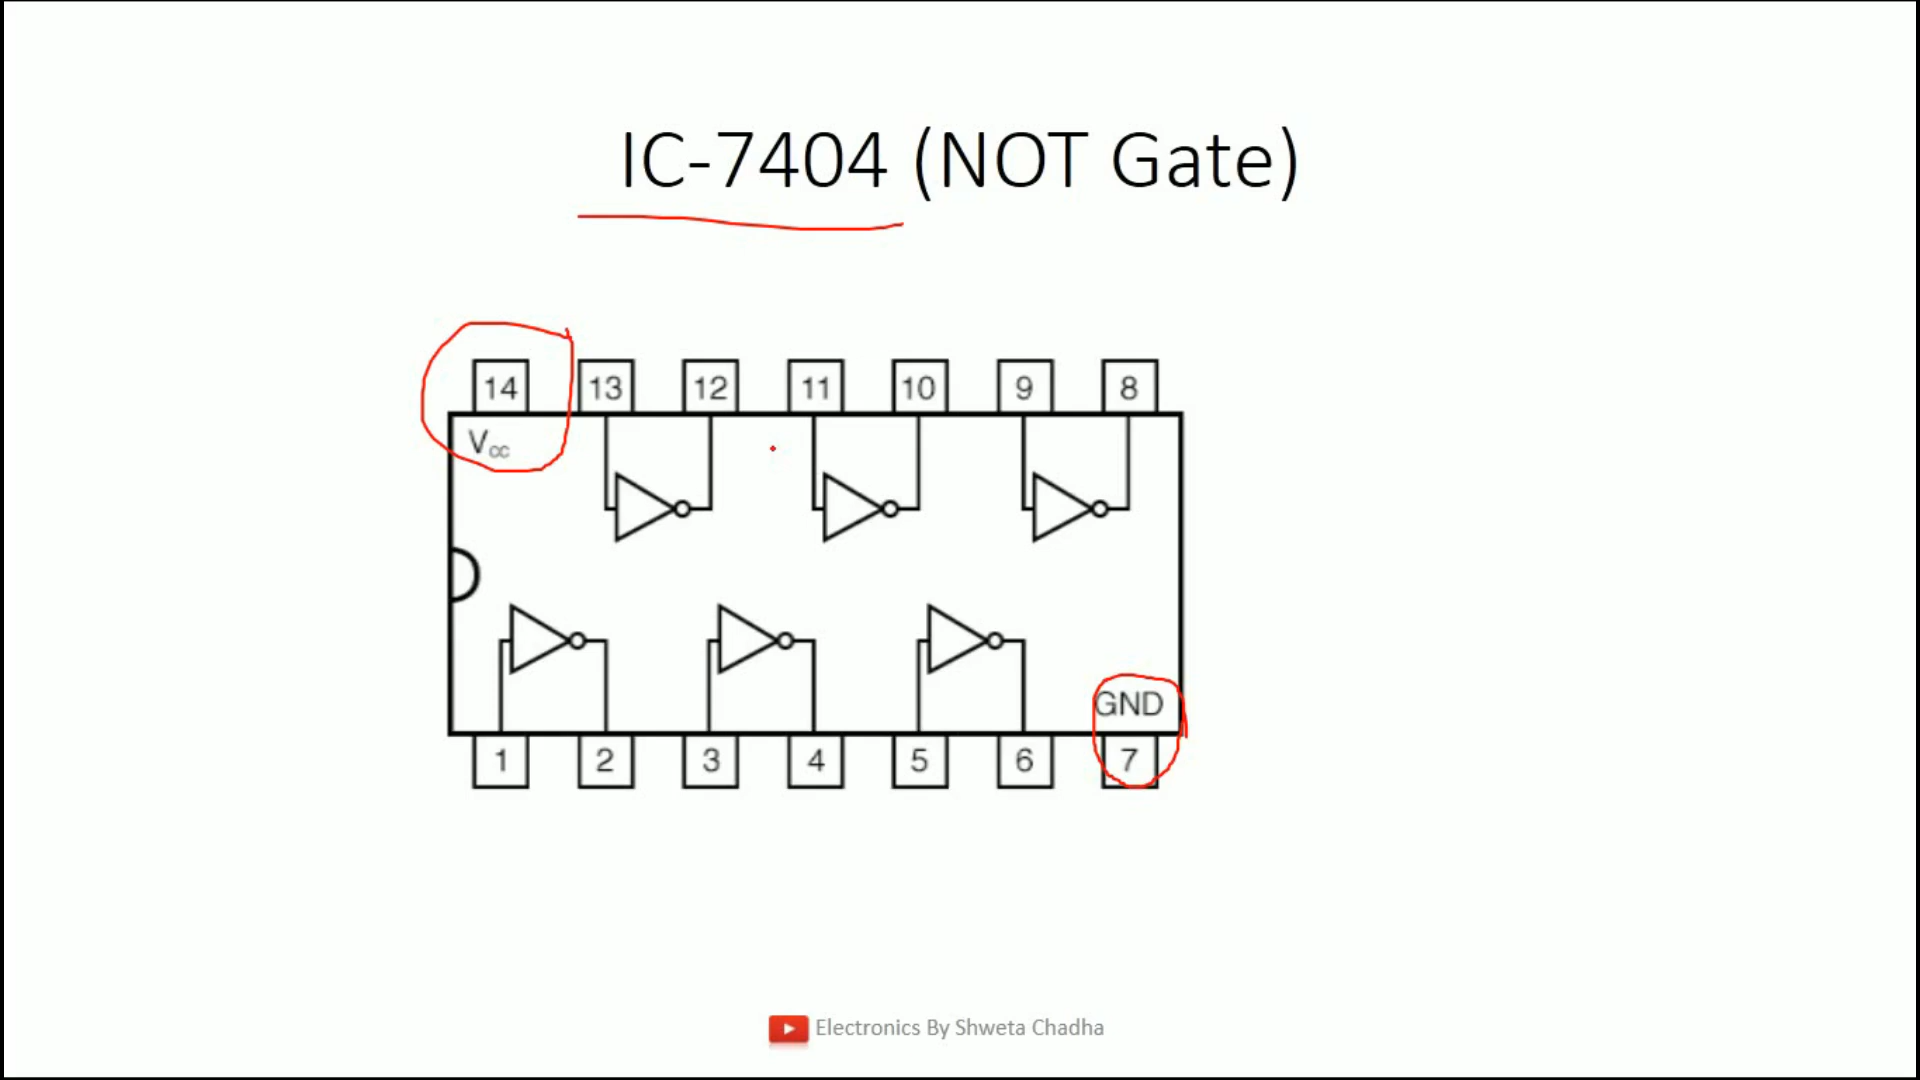 IC-7404 (NOT Gate)
14 13 12 11 10 9 8
Vcc
GND
1 2 3 4 5 6 7
Electronics By Shweta Chadha